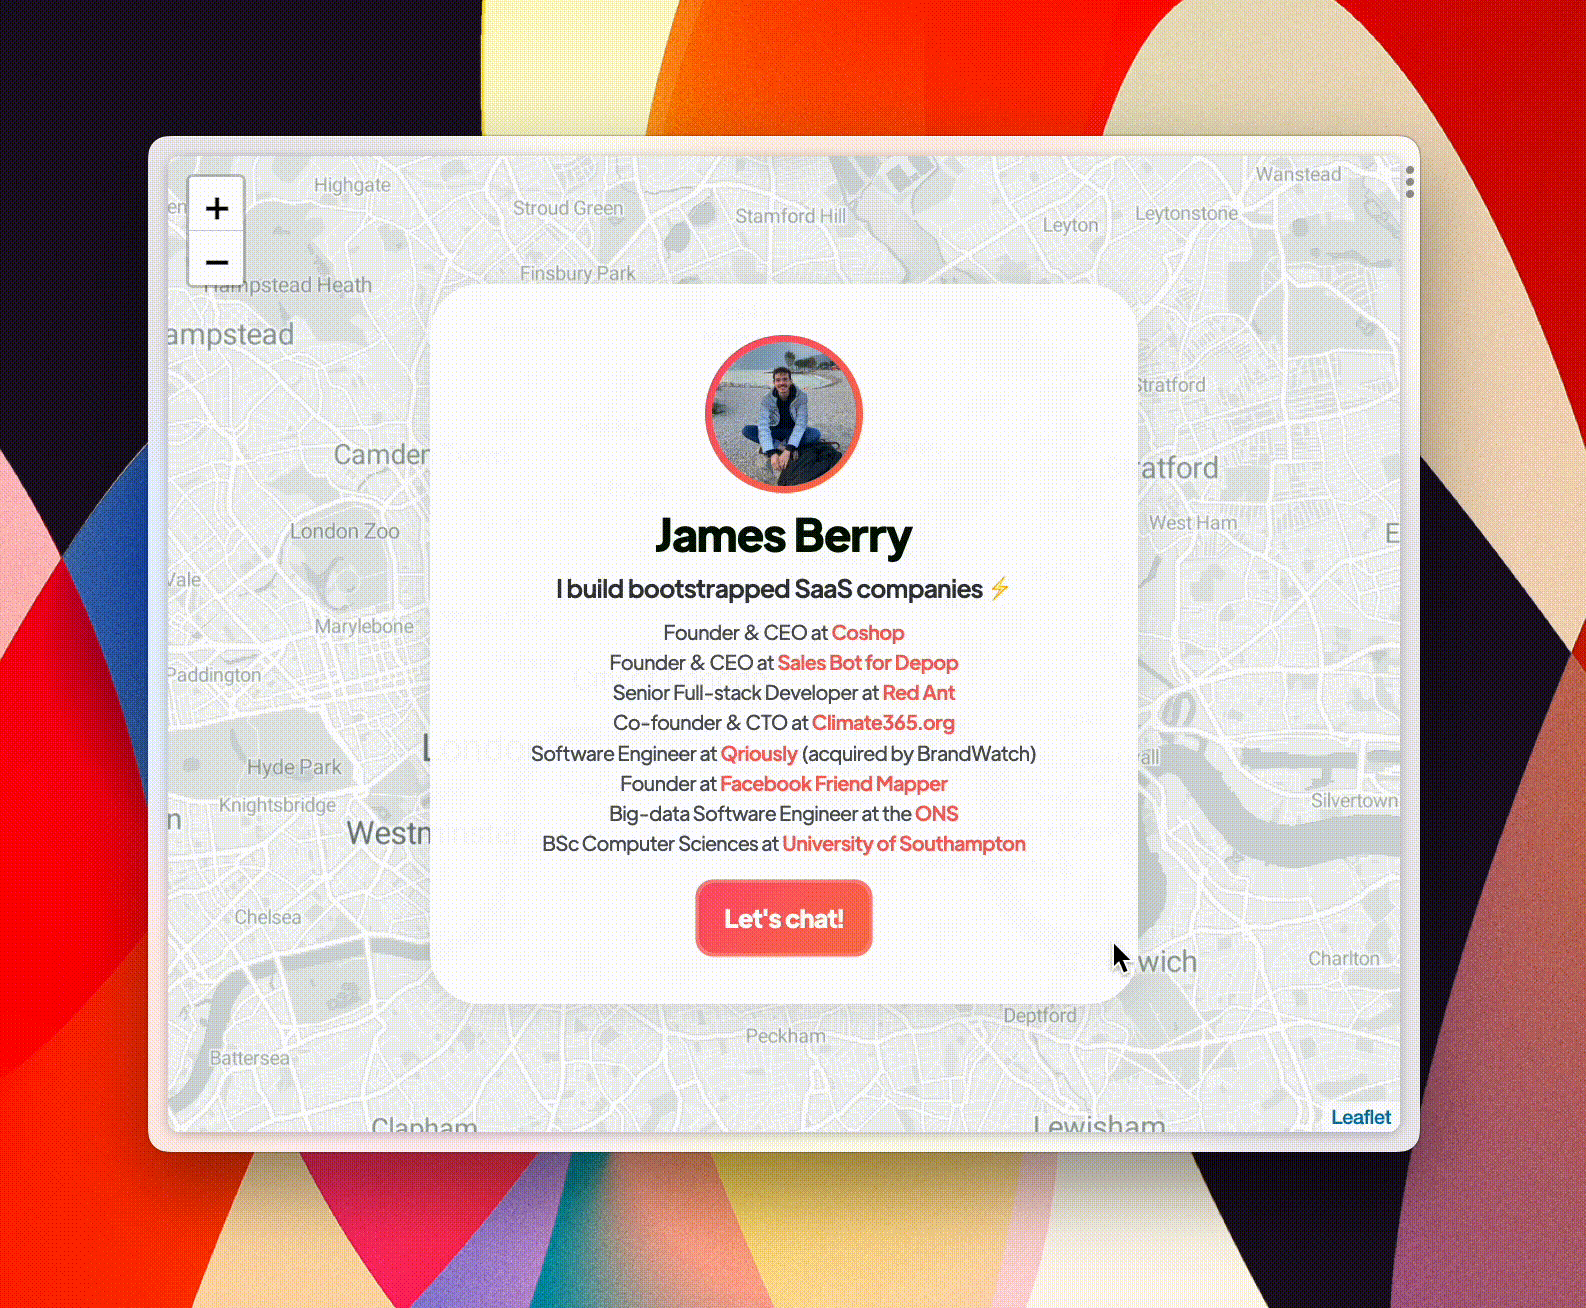 Highgate
Wanstead
Stroud Green
Stamford Hill
Leytonstone
Leyton
+
−
Finsbury Park
Hampstead Heath
ampstead
Stratford
Camden
ratford
London Zoo
West Ham
Vale
Marylebone
Paddington
Hyde Park
Knightsbridge
Silvertown
Westminster
Chelsea
Charlton
wich
Deptford
Peckham
Battersea
Clapham
Lewisham
James Berry
I build bootstrapped SaaS companies ⚡
Founder & CEO at Coshop
Founder & CEO at Sales Bot for Depop
Senior Full-stack Developer at Red Ant
Co-founder & CTO at Climate365.org
Software Engineer at Qriously (acquired by BrandWatch)
Founder at Facebook Friend Mapper
Big-data Software Engineer at the ONS
BSc Computer Sciences at University of Southampton
Let's chat!
Leaflet